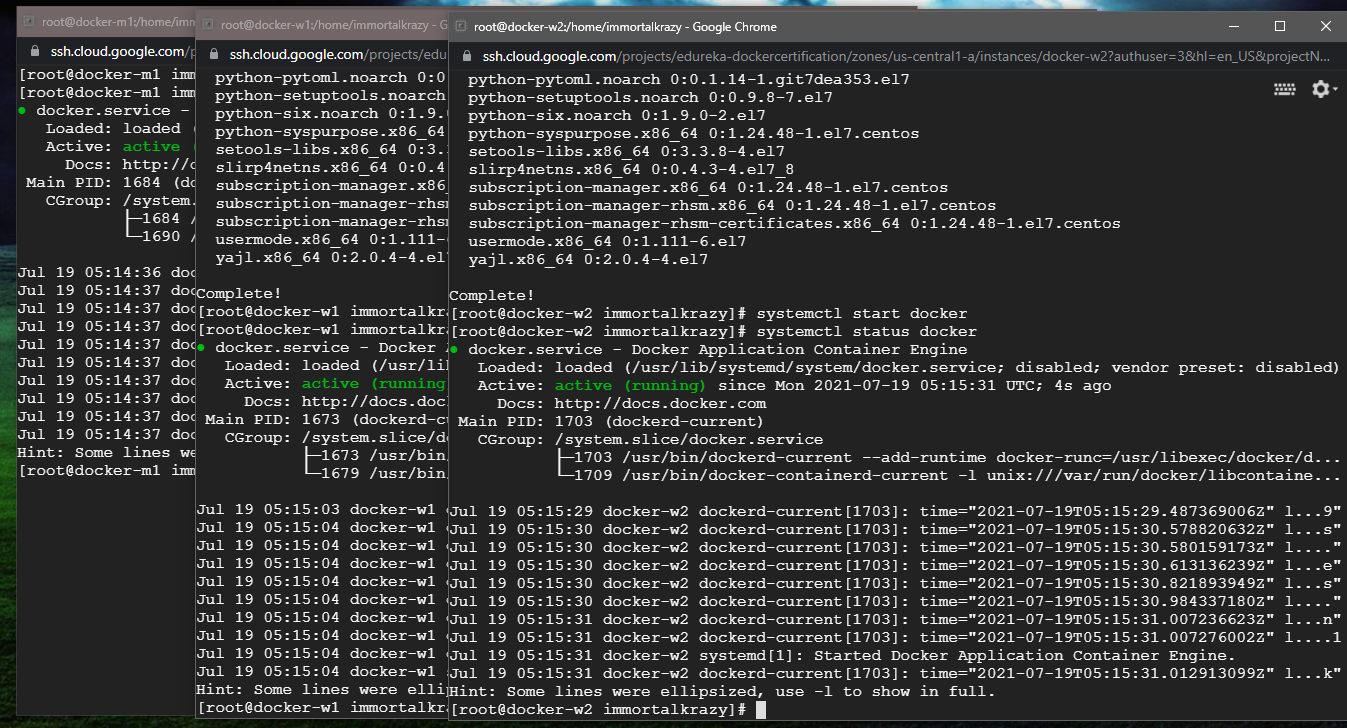 root@docker-m1:/home/imm
ssh.cloud.google.com/p
[root@docker-m1 imm
[root@docker-m1 imm
● docker.service -
Loaded: loaded (
Active: active (
Docs: http://d
Main PID: 1684 (do
CGroup: /system.
├─1684 /
└─1690 /
Jul 19 05:14:36 doc
Jul 19 05:14:37 doc
Jul 19 05:14:37 doc
Jul 19 05:14:37 doc
Jul 19 05:14:37 doc
Jul 19 05:14:37 doc
Jul 19 05:14:37 doc
Jul 19 05:14:37 doc
Jul 19 05:14:37 doc
Jul 19 05:14:37 doc
Hint: Some lines we
[root@docker-m1 imm
root@docker-w1:/home/immortalkrazy - G
ssh.cloud.google.com/projects/edu
python-pytoml.noarch 0:0
python-setuptools.noarch
python-six.noarch 0:1.9.0
python-syspurpose.x86_64
setools-libs.x86_64 0:3.3
slirp4netns.x86_64 0:0.4
subscription-manager.x86_
subscription-manager-rhsm
subscription-manager-rhsm
usermode.x86_64 0:1.111-6
yajl.x86_64 0:2.0.4-4.el7
Complete!
[root@docker-w1 immortalkra
[root@docker-w1 immortalkra
● docker.service - Docker A
Loaded: loaded (/usr/lib
Active: active (running
Docs: http://docs.doc
Main PID: 1673 (dockerd-cu
CGroup: /system.slice/do
├─1673 /usr/bin/
└─1679 /usr/bin/
Jul 19 05:15:03 docker-w1
Jul 19 05:15:04 docker-w1
Jul 19 05:15:04 docker-w1
Jul 19 05:15:04 docker-w1
Jul 19 05:15:04 docker-w1
Jul 19 05:15:04 docker-w1
Jul 19 05:15:04 docker-w1
Jul 19 05:15:04 docker-w1
Jul 19 05:15:04 docker-w1
Jul 19 05:15:04 docker-w1
Hint: Some lines were elli
[root@docker-w1 immortalkra
root@docker-w2:/home/immortalkrazy - Google Chrome
ssh.cloud.google.com/projects/edureka-dockercertification/zones/us-central1-a/instances/docker-w2?authuser=3&hl=en_US&projectN...
python-pytoml.noarch 0:0.1.14-1.git7dea353.el7
python-setuptools.noarch 0:0.9.8-7.el7
python-six.noarch 0:1.9.0-2.el7
python-syspurpose.x86_64 0:1.24.48-1.el7.centos
setools-libs.x86_64 0:3.3.8-4.el7
slirp4netns.x86_64 0:0.4.3-4.el7_8
subscription-manager.x86_64 0:1.24.48-1.el7.centos
subscription-manager-rhsm.x86_64 0:1.24.48-1.el7.centos
subscription-manager-rhsm-certificates.x86_64 0:1.24.48-1.el7.centos
usermode.x86_64 0:1.111-6.el7
yajl.x86_64 0:2.0.4-4.el7
Complete!
[root@docker-w2 immortalkrazy]# systemctl start docker
[root@docker-w2 immortalkrazy]# systemctl status docker
● docker.service - Docker Application Container Engine
Loaded: loaded (/usr/lib/systemd/system/docker.service; disabled; vendor preset: disabled)
Active: active (running) since Mon 2021-07-19 05:15:31 UTC; 4s ago
Docs: http://docs.docker.com
Main PID: 1703 (dockerd-current)
CGroup: /system.slice/docker.service
├─1703 /usr/bin/dockerd-current --add-runtime docker-runc=/usr/libexec/docker/d...
└─1709 /usr/bin/docker-containerd-current -l unix:///var/run/docker/libcontaine...
Jul 19 05:15:29 docker-w2 dockerd-current[1703]: time="2021-07-19T05:15:29.487369006Z" l...9"
Jul 19 05:15:30 docker-w2 dockerd-current[1703]: time="2021-07-19T05:15:30.578820632Z" l...s"
Jul 19 05:15:30 docker-w2 dockerd-current[1703]: time="2021-07-19T05:15:30.580159173Z" l...."
Jul 19 05:15:30 docker-w2 dockerd-current[1703]: time="2021-07-19T05:15:30.613136239Z" l...e"
Jul 19 05:15:30 docker-w2 dockerd-current[1703]: time="2021-07-19T05:15:30.821893949Z" l...s"
Jul 19 05:15:30 docker-w2 dockerd-current[1703]: time="2021-07-19T05:15:30.984337180Z" l...."
Jul 19 05:15:31 docker-w2 dockerd-current[1703]: time="2021-07-19T05:15:31.007236623Z" l...n"
Jul 19 05:15:31 docker-w2 dockerd-current[1703]: time="2021-07-19T05:15:31.007276002Z" l....1
Jul 19 05:15:31 docker-w2 systemd[1]: Started Docker Application Container Engine.
Jul 19 05:15:31 docker-w2 dockerd-current[1703]: time="2021-07-19T05:15:31.012913099Z" l...k"
Hint: Some lines were ellipsized, use -l to show in full.
[root@docker-w2 immortalkrazy]#